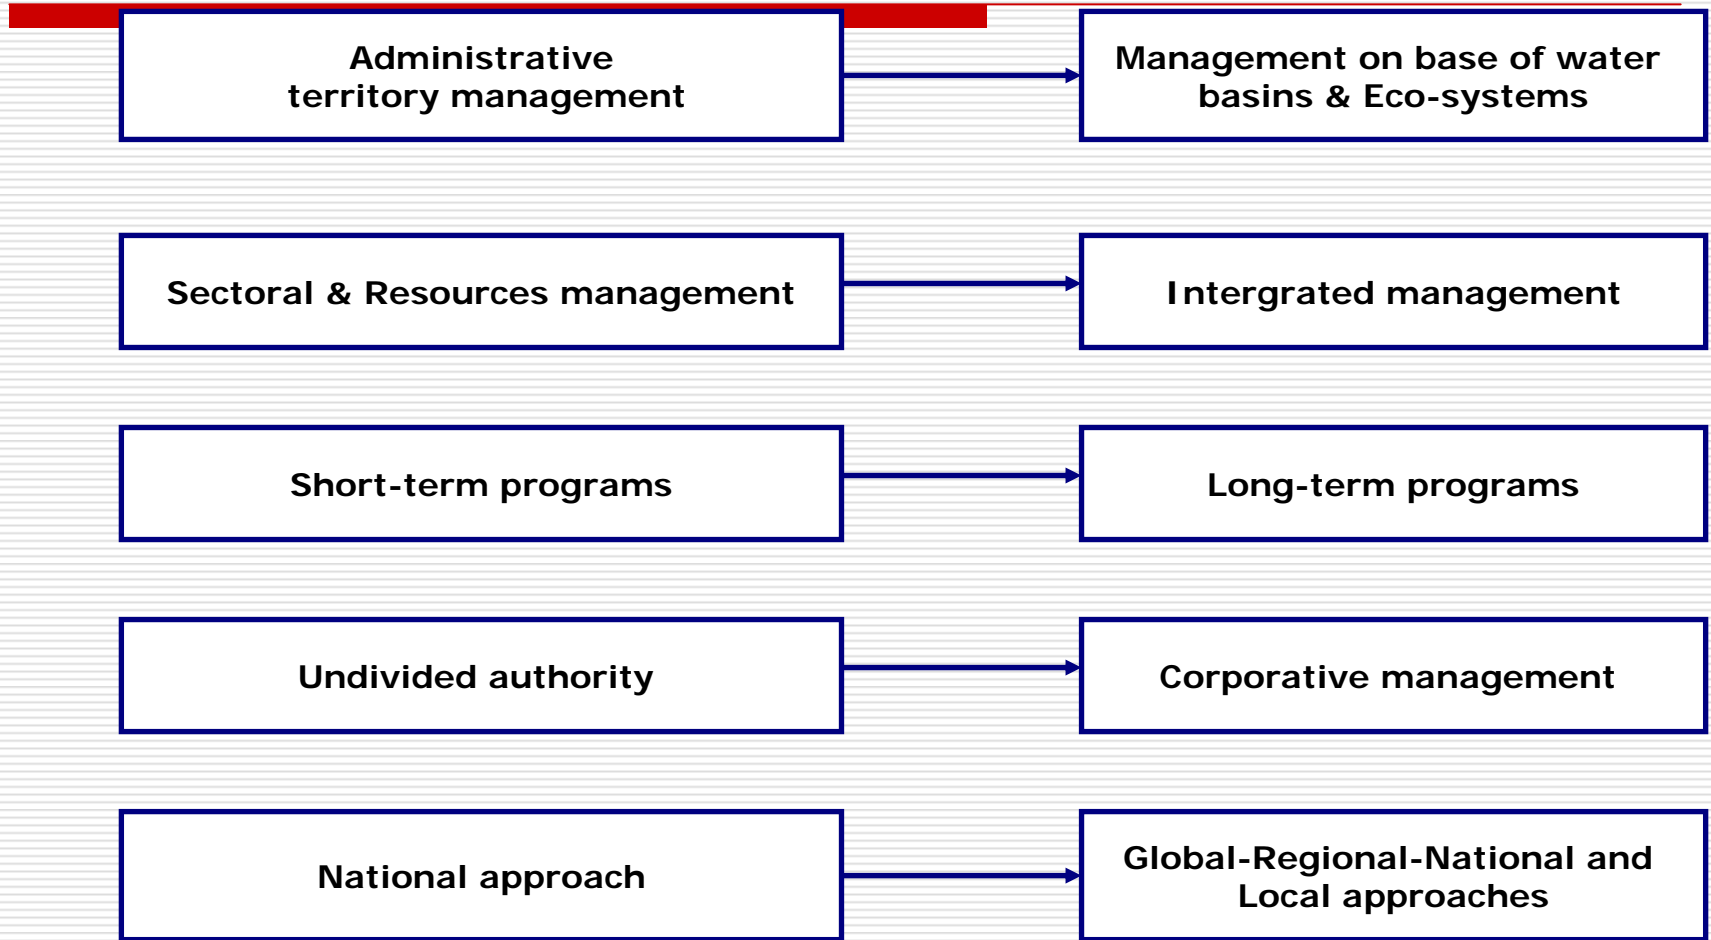 Administrative
territory management
Management on base of water
basins & Eco-systems
Sectoral & Resources management
Intergrated management
Short-term programs
Long-term programs
Undivided authority
Corporative management
National approach
Global-Regional-National and
Local approaches